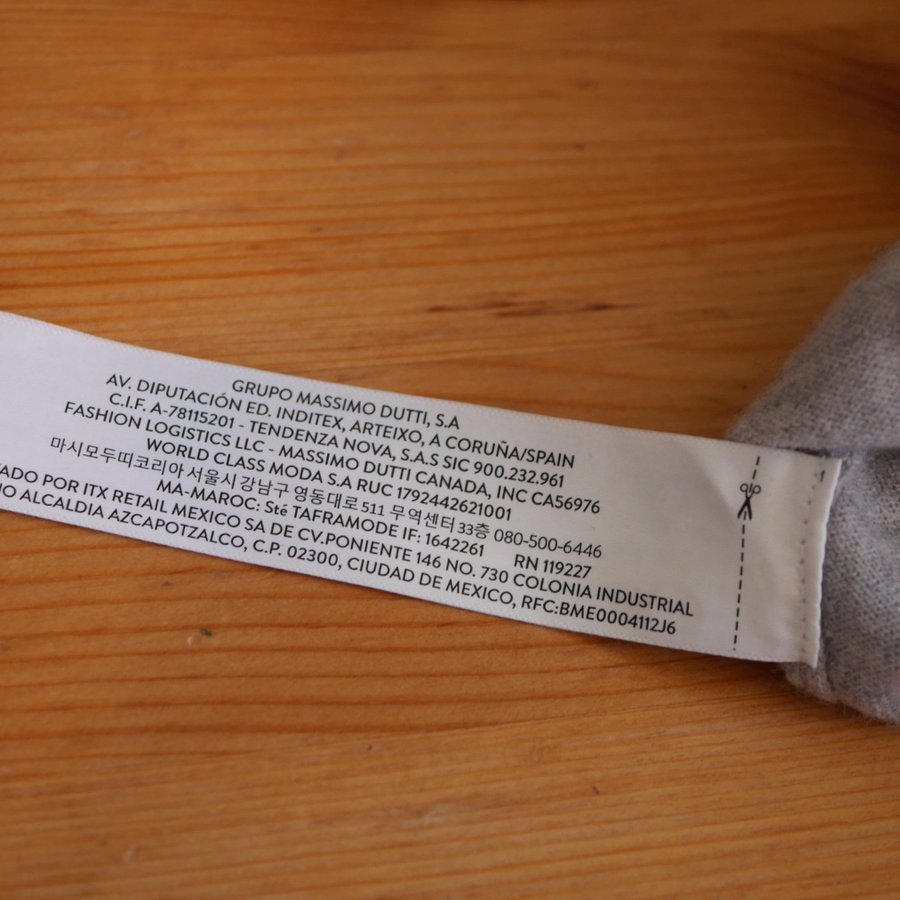 GRUPO MASSIMO DUTTI, S.A
AV. DIPUTACIÓN ED. INDITEX, ARTEIXO, A CORUÑA/SPAIN
C.I.F. A-78115201 - TENDENZA NOVA, S.A.S SIC 900.232.961
FASHION LOGISTICS LLC - MASSIMO DUTTI CANADA, INC CA56976
WORLD CLASS MODA S.A RUC 1792442621001
마시모두띠코리아 서울시 강남구 영동대로 511 무역센터 33층 080-500-6446
MA-MAROC: Sté TAFRAMODE IF: 1642261 RN 119227
POR ITX RETAIL MEXICO SA DE CV.PONIENTE 146 NO. 730 COLONIA INDUSTRIAL
ALCALDIA AZCAPOTZALCO, C.P. 02300, CIUDAD DE MEXICO, RFC:BME0004112J6